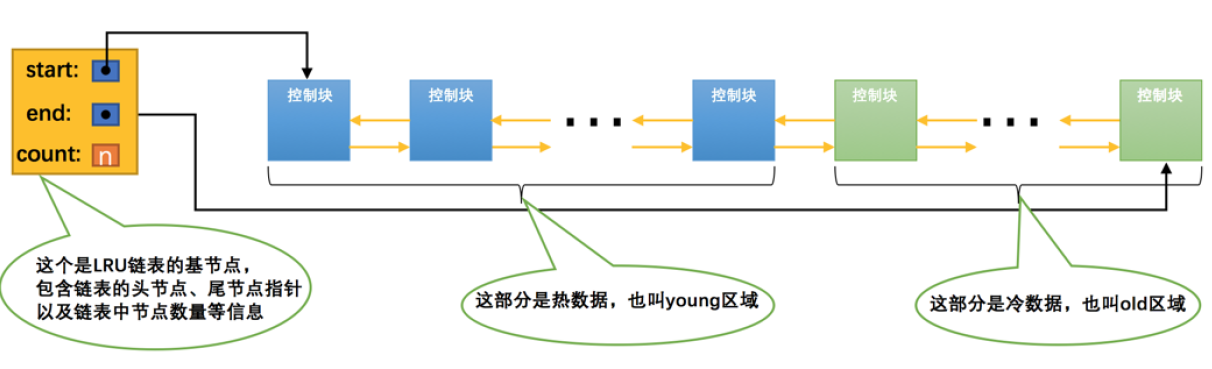 start:
end:
count: n
控制块
控制块
控制块
控制块
控制块
这个是LRU链表的基节点,
包含链表的头节点、尾节点指针
以及链表中节点数量等信息
这部分是热数据，也叫young区域
这部分是冷数据，也叫old区域